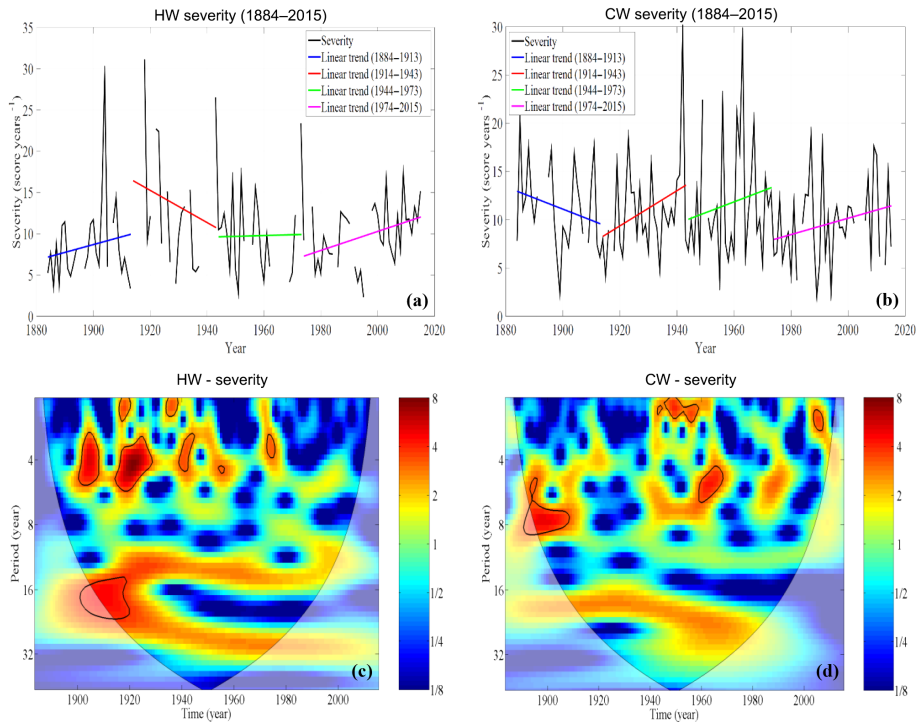 HW severity (1884–2015)
35
30
25
20
15
10
5
0
1880
1900
1920
1940
1960
1980
2000
2020
Severity (score years⁻¹)
Year
Severity
Linear trend (1884–1913)
Linear trend (1914–1943)
Linear trend (1944–1973)
Linear trend (1974–2015)
(a)
CW severity (1884–2015)
30
25
20
15
10
5
0
1880
1900
1920
1940
1960
1980
2000
2020
Severity (score years⁻¹)
Year
Severity
Linear trend (1884–1913)
Linear trend (1914–1943)
Linear trend (1944–1973)
Linear trend (1974–2015)
(b)
HW - severity
4
8
16
32
Period (year)
1900
1920
1940
1960
1980
2000
Time (year)
(c)
8
4
2
1
1/2
1/4
1/8
CW - severity
4
8
16
32
Period (year)
1900
1920
1940
1960
1980
2000
Time (year)
(d)
8
4
2
1
1/2
1/4
1/8